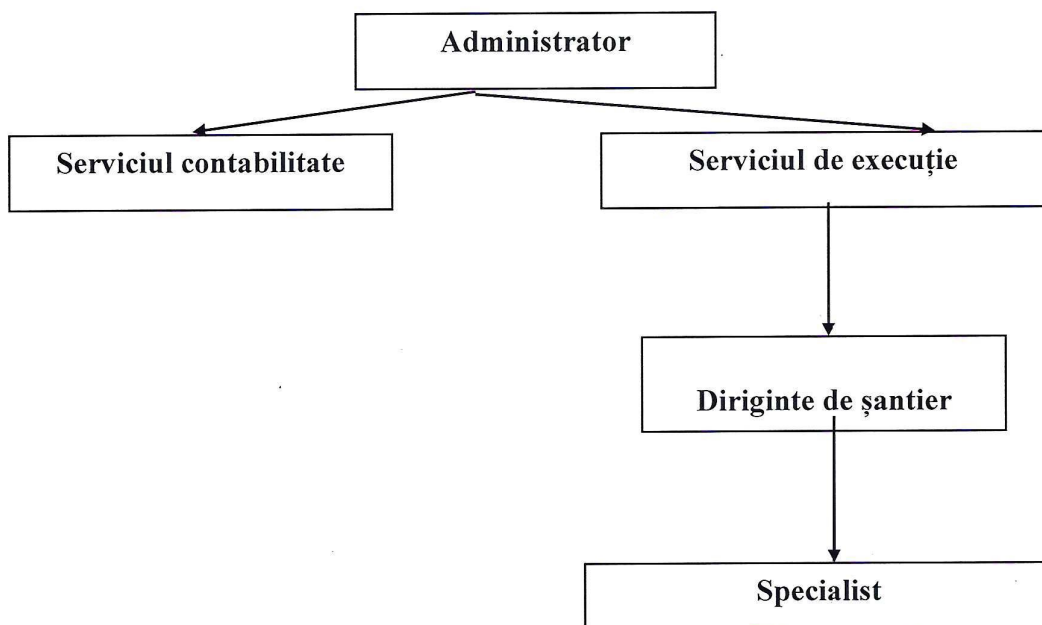 Administrator
Serviciul contabilitate
Serviciul de execuție
Diriginte de șantier
Specialist